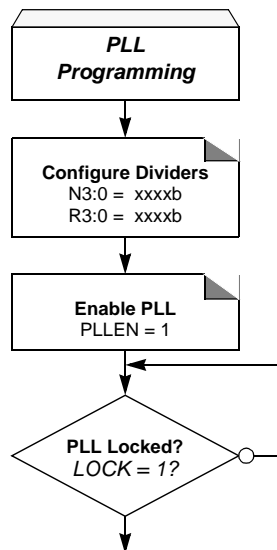 PLL
Programming
Configure Dividers
N3:0 = xxxxb
R3:0 = xxxxb
Enable PLL
PLLEN = 1
PLL Locked?
LOCK = 1?